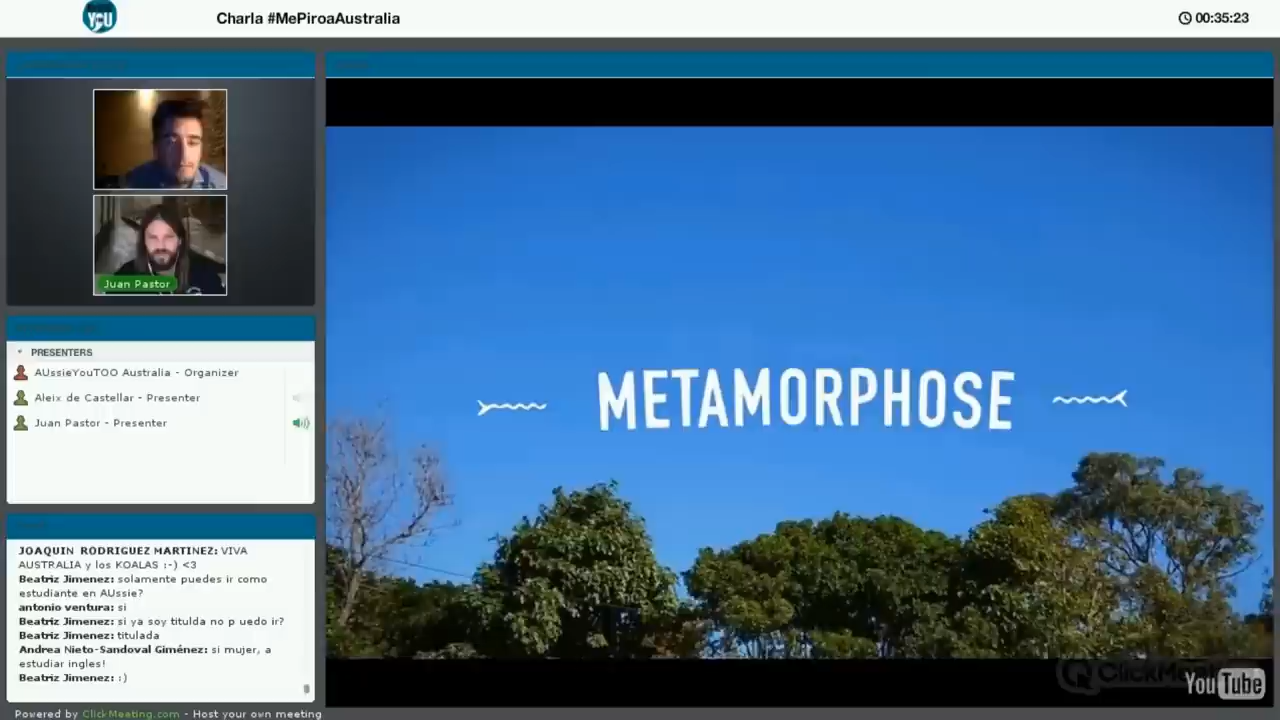 YOU
Charla #MePiroaAustralia
00:35:23
Juan Pastor
PRESENTERS
AUssieYouTOO Australia - Organizer
Aleix de Castellar - Presenter
Juan Pastor - Presenter
JOAQUIN RODRIGUEZ MARTINEZ: VIVA
AUSTRALIA y los KOALAS :-) <3
Beatriz Jimenez: solamente puedes ir como
estudiante en AUssie?
antonio ventura: si
Beatriz Jimenez: si ya soy titulda no p uedo ir?
Beatriz Jimenez: titulada
Andrea Nieto-Sandoval Giménez: si mujer, a
estudiar ingles!
Beatriz Jimenez: :)
Powered by ClickMeeting.com - Host your own meeting
METAMORPHOSE
ClickMeeting
YouTube